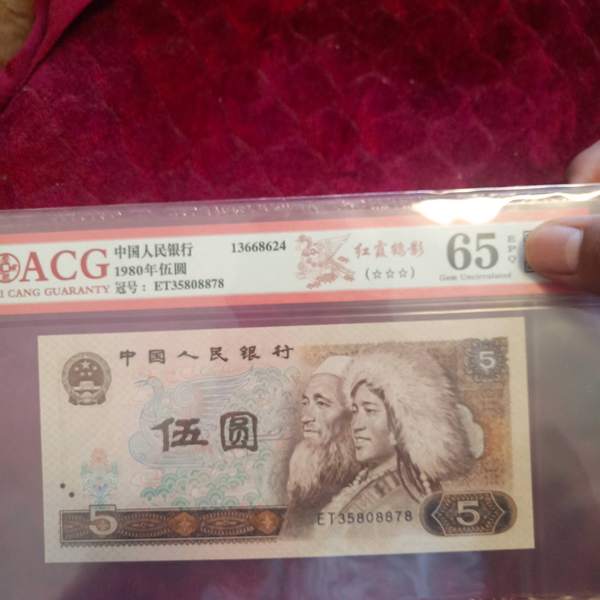 ACG
CANG GUARANTY
中国人民银行
1980年伍圆
冠号：ET35808878
13668624
红霞鹤影
(☆☆☆)
65
EPQ
Gem Uncirculated
中国人民银行
5
伍圆
ET35808878
5
5